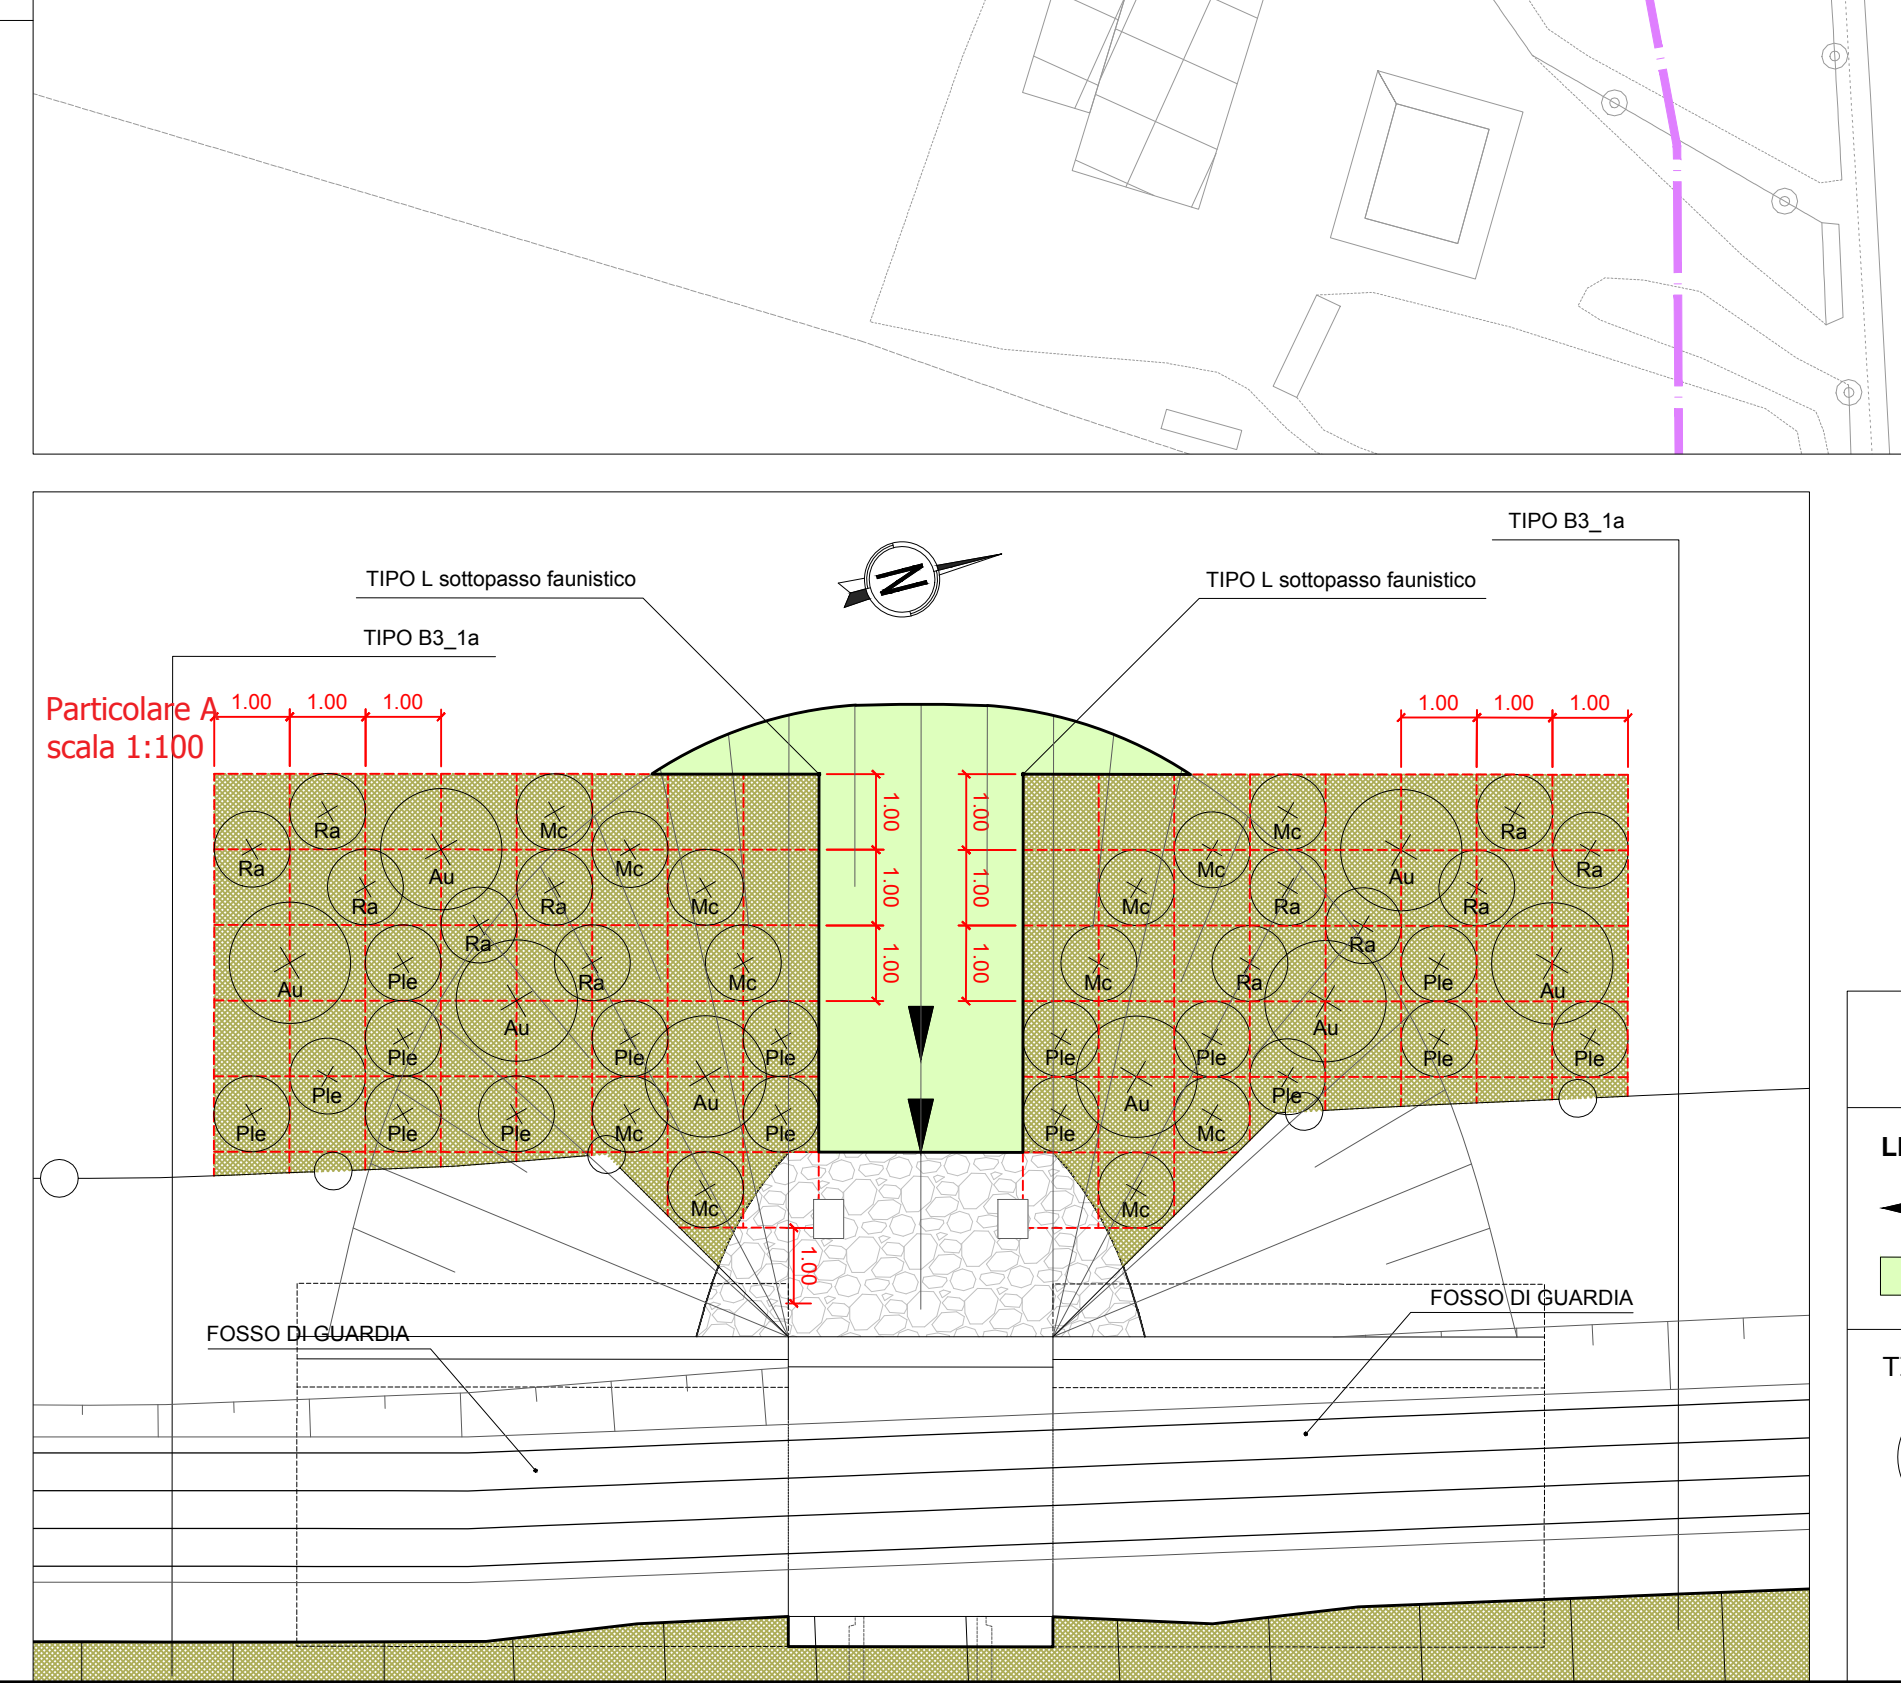 TIPO B3_1a
TIPO L sottopasso faunistico
N
TIPO L sottopasso faunistico
TIPO B3_1a
Particolare A
scala 1:100
1.00 1.00 1.00
1.00 1.00 1.00
Ra Mc Mc Ra
Ra Au Mc Mc Au Ra
Ra Ra Mc Mc Ra Ra
Ra Ra
Au Ple Ra Mc Mc Ra Ple Au
1.00 1.00
1.00 1.00
1.00 1.00
Au Au
Ple Ple Ple Ple Ple Ple Ple
Ple Au Au Ple
Ple Ple Ple Mc Ple Ple Mc
Mc Mc
1.00
FOSSO DI GUARDIA
FOSSO DI GUARDIA